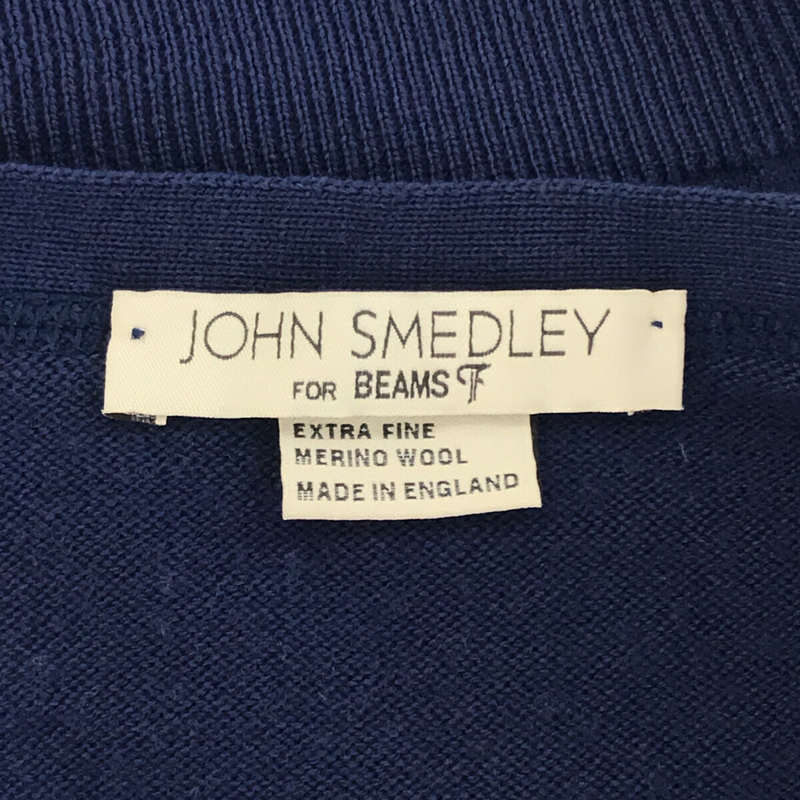 JOHN SMEDLEY
FOR BEAMS F
EXTRA FINE
MERINO WOOL
MADE IN ENGLAND